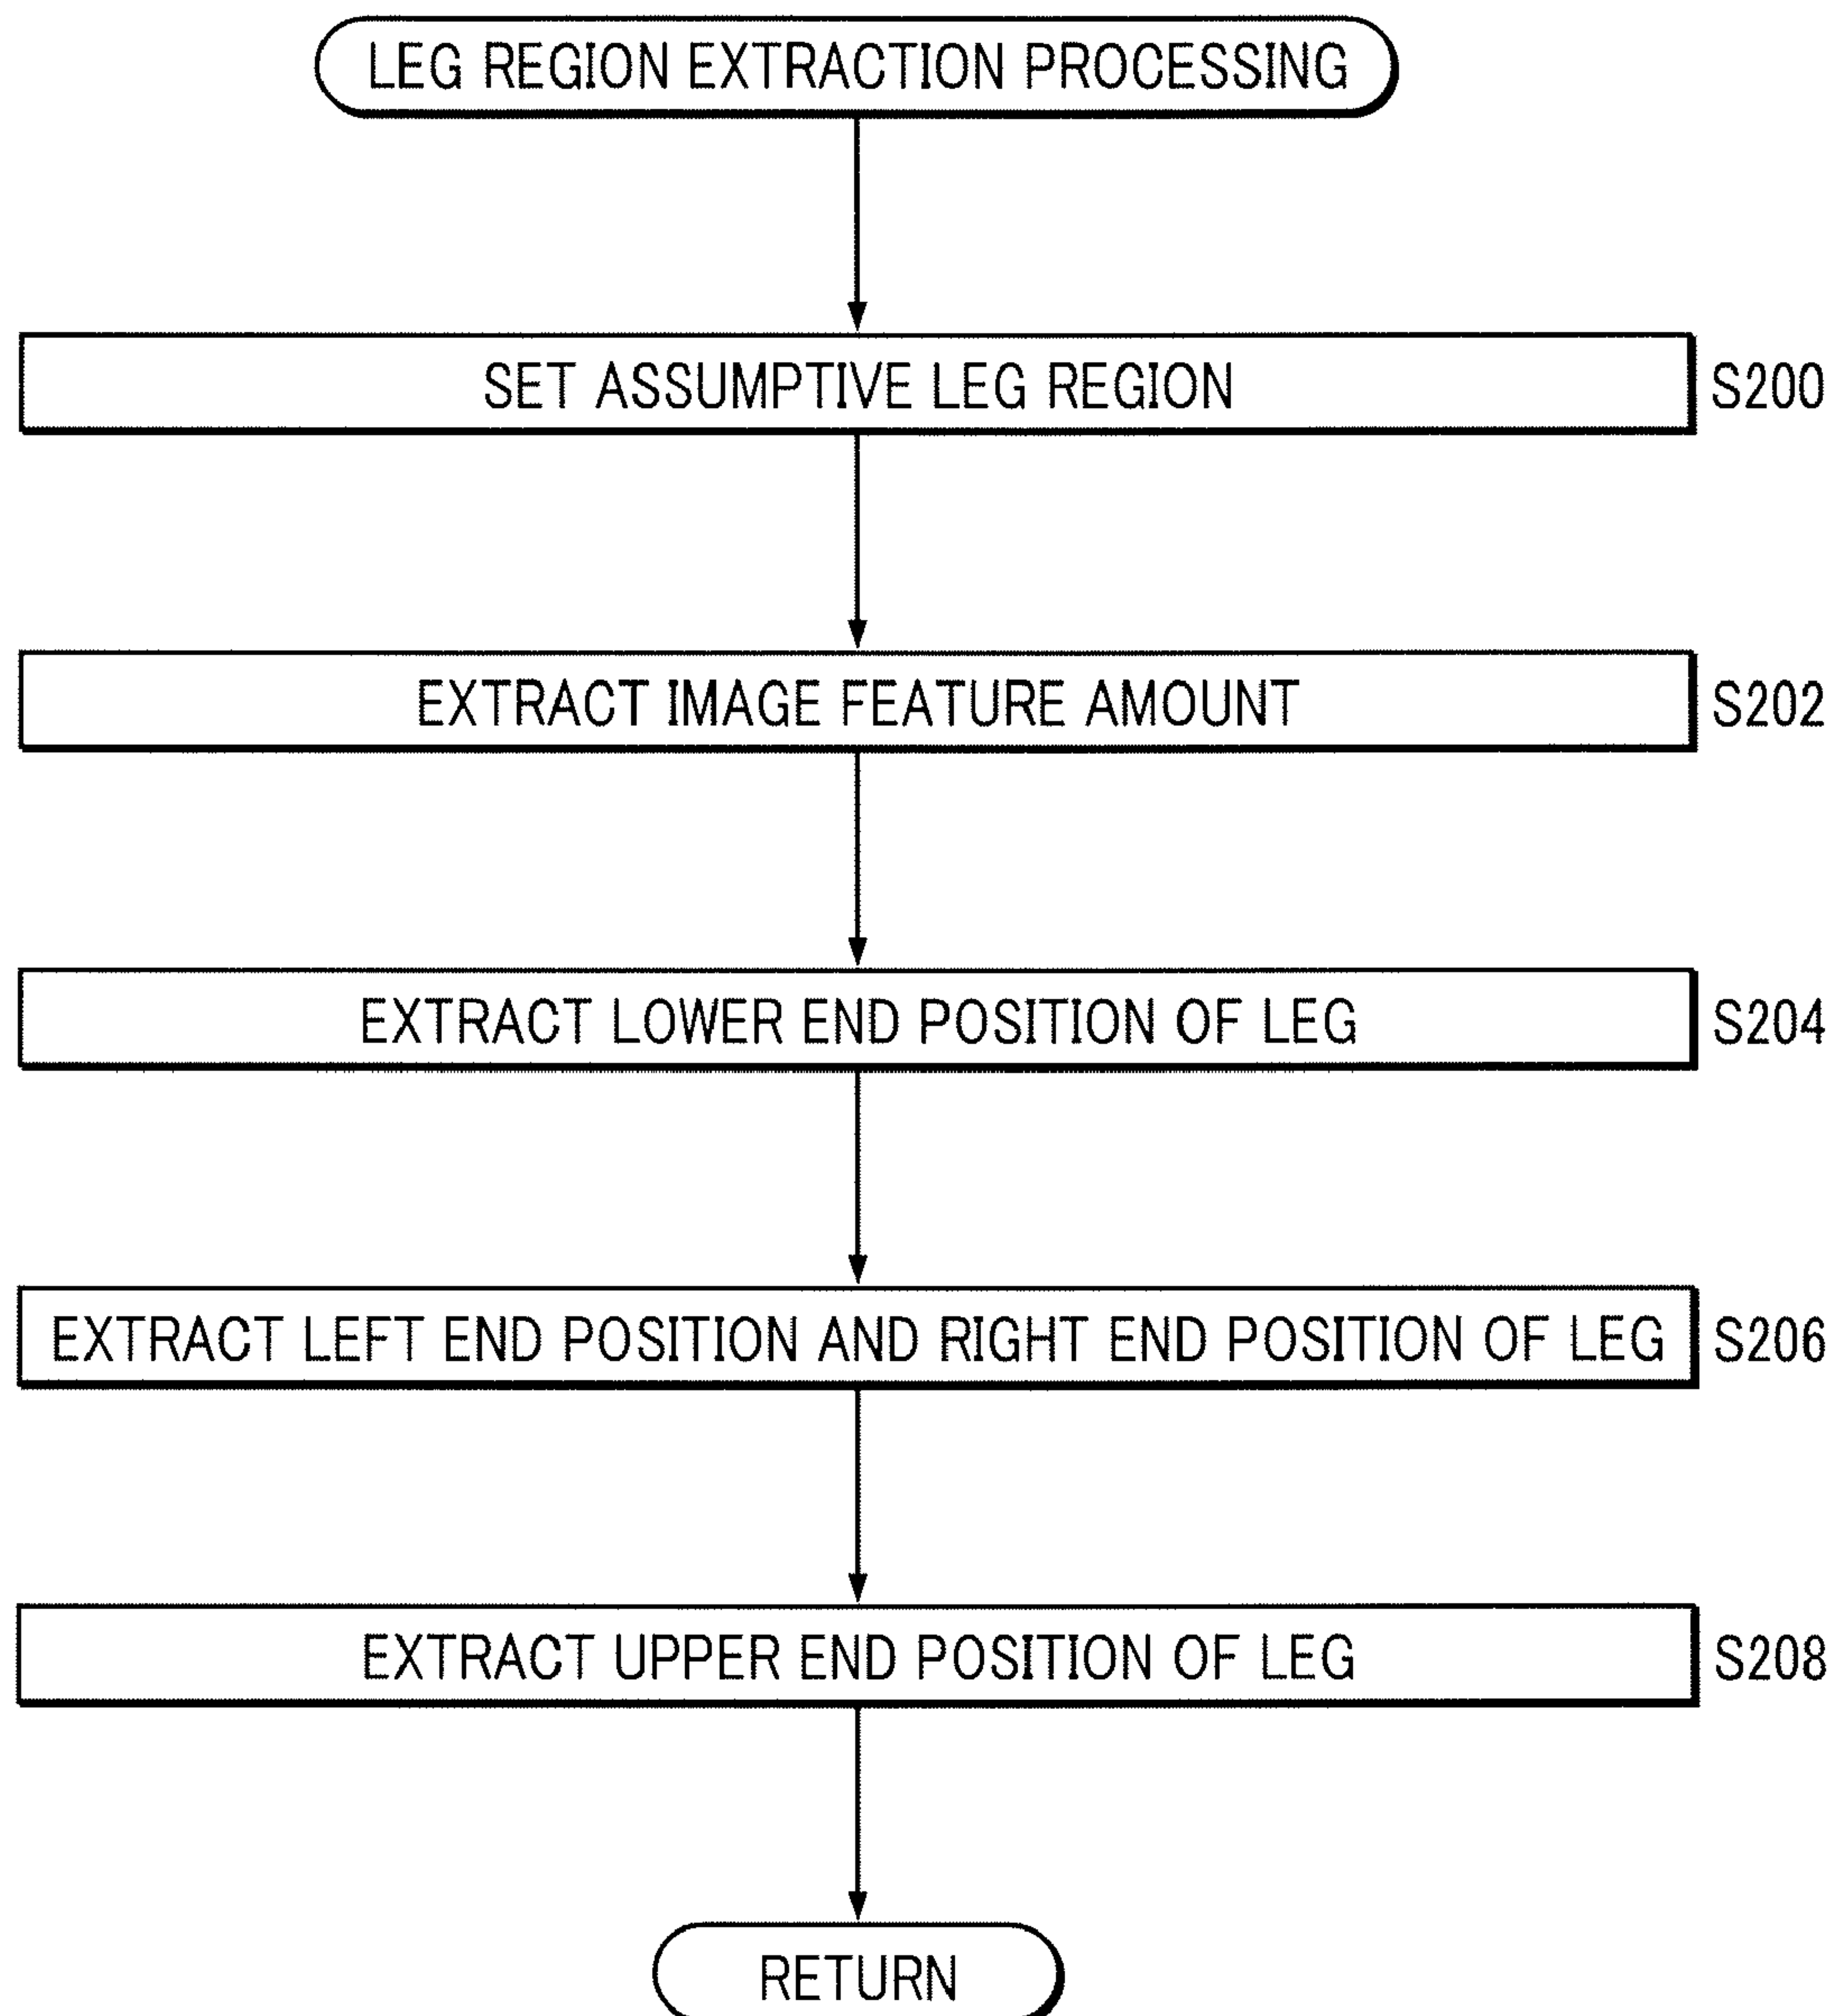 LEG REGION EXTRACTION PROCESSING
SET ASSUMPTIVE LEG REGION S200
EXTRACT IMAGE FEATURE AMOUNT S202
EXTRACT LOWER END POSITION OF LEG S204
EXTRACT LEFT END POSITION AND RIGHT END POSITION OF LEG S206
EXTRACT UPPER END POSITION OF LEG S208
RETURN